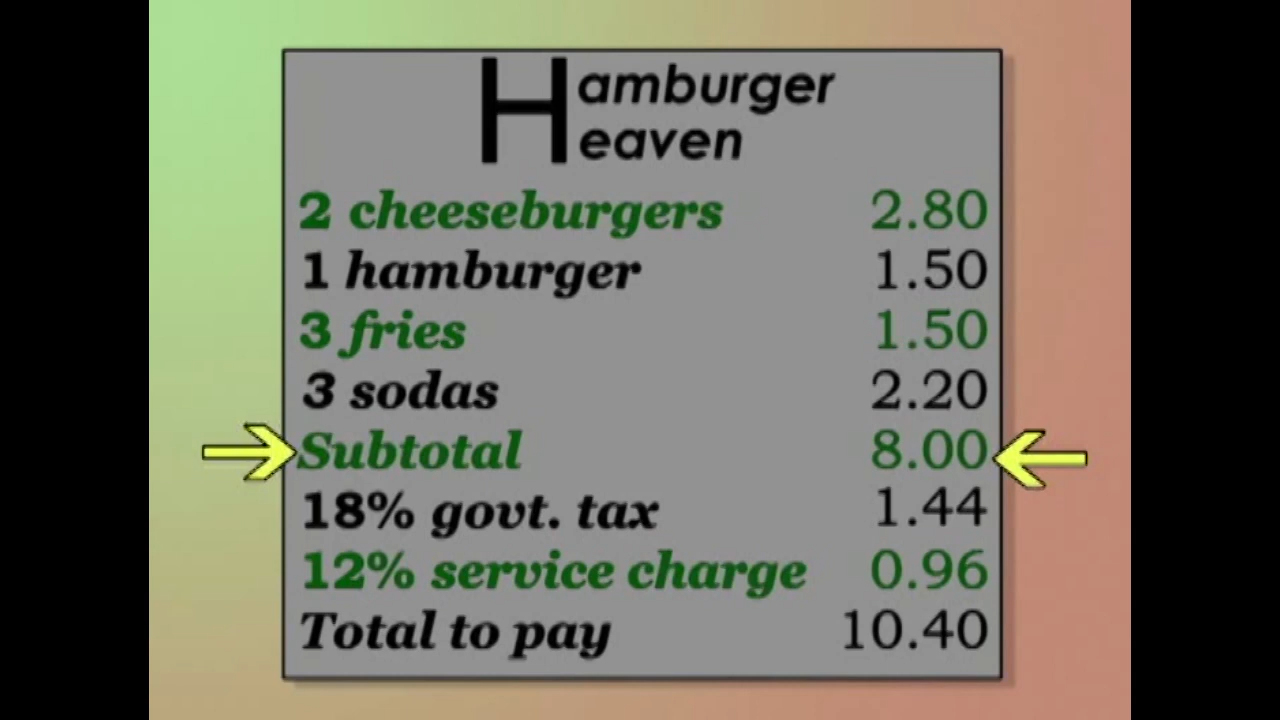 Hamburger
Heaven
2 cheeseburgers 2.80
1 hamburger 1.50
3 fries 1.50
3 sodas 2.20
Subtotal 8.00
18% govt. tax 1.44
12% service charge 0.96
Total to pay 10.40